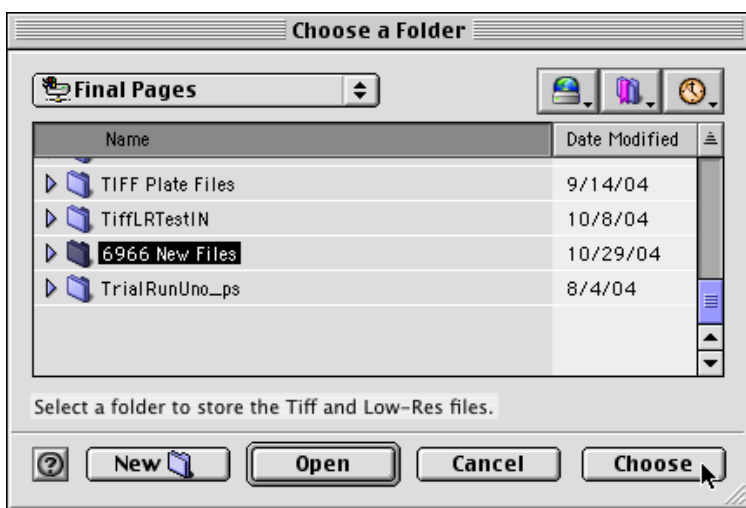 Choose a Folder
Final Pages
Name Date Modified
TIFF Plate Files 9/14/04
TiffLRTestIN 10/8/04
6966 New Files 10/29/04
TrialRunUno_ps 8/4/04
Select a folder to store the Tiff and Low-Res files.
? New Open Cancel Choose